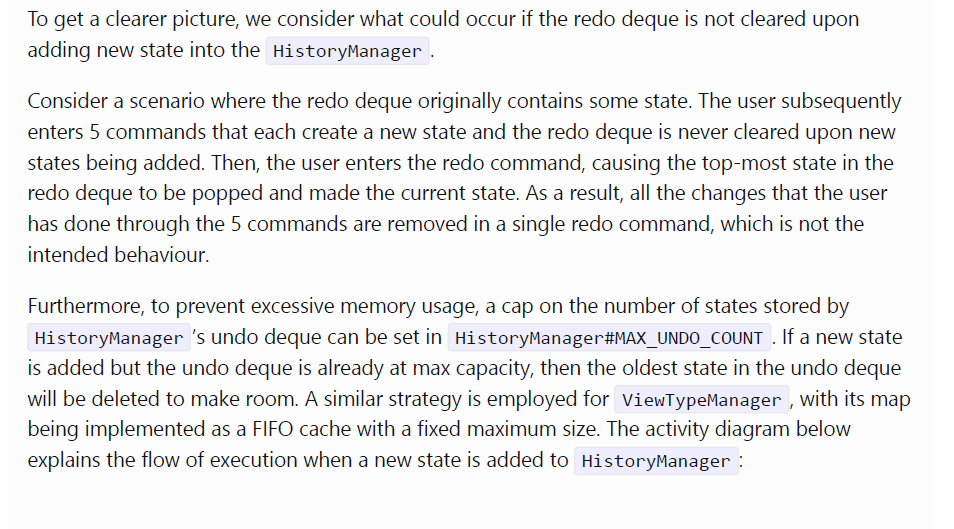 To get a clearer picture, we consider what could occur if the redo deque is not cleared upon
adding new state into the HistoryManager.
Consider a scenario where the redo deque originally contains some state. The user subsequently
enters 5 commands that each create a new state and the redo deque is never cleared upon new
states being added. Then, the user enters the redo command, causing the top-most state in the
redo deque to be popped and made the current state. As a result, all the changes that the user
has done through the 5 commands are removed in a single redo command, which is not the
intended behaviour.
Furthermore, to prevent excessive memory usage, a cap on the number of states stored by
HistoryManager's undo deque can be set in HistoryManager#MAX_UNDO_COUNT. If a new state
is added but the undo deque is already at max capacity, then the oldest state in the undo deque
will be deleted to make room. A similar strategy is employed for ViewTypeManager, with its map
being implemented as a FIFO cache with a fixed maximum size. The activity diagram below
explains the flow of execution when a new state is added to HistoryManager: